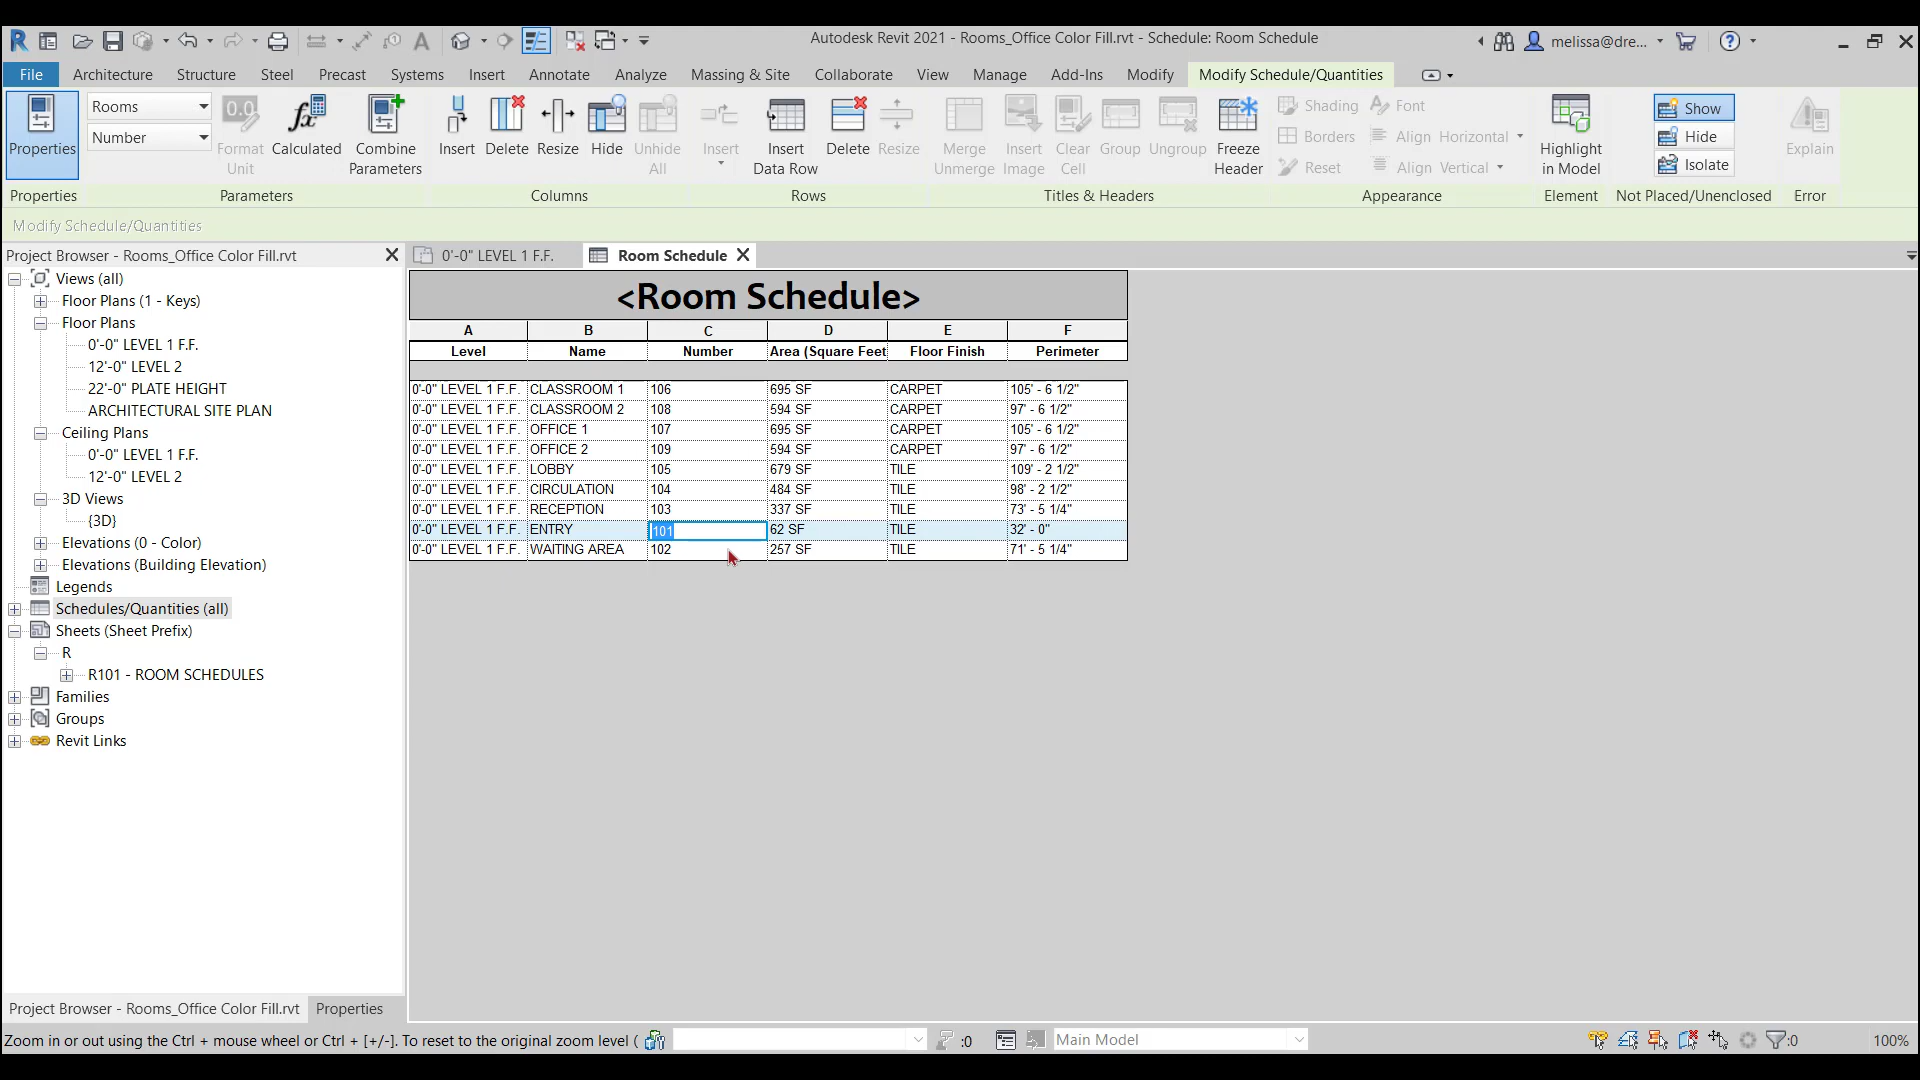 Autodesk Revit 2021 - Rooms_Office Color Fill.rvt - Schedule: Room Schedule
melissa@dre...
File Architecture Structure Steel Precast Systems Insert Annotate Analyze Massing & Site Collaborate View Manage Add-Ins Modify Modify Schedule/Quantities
Properties
Rooms
Number
Format Unit
Calculated
Combine Parameters
Insert
Delete
Resize
Hide
Unhide All
Insert
Insert Data Row
Delete
Resize
Merge Unmerge
Insert Image
Clear Cell
Group
Ungroup
Freeze Header
Shading
Borders
Reset
Font
Align Horizontal
Align Vertical
Highlight in Model
Show
Hide
Isolate
Explain
Properties Parameters Columns Rows Titles & Headers Appearance Element Not Placed/Unenclosed Error
Modify Schedule/Quantities
Project Browser - Rooms_Office Color Fill.rvt
Views (all)
Floor Plans (1 - Keys)
Floor Plans
0'-0" LEVEL 1 F.F.
12'-0" LEVEL 2
22'-0" PLATE HEIGHT
ARCHITECTURAL SITE PLAN
Ceiling Plans
0'-0" LEVEL 1 F.F.
12'-0" LEVEL 2
3D Views
{3D}
Elevations (0 - Color)
Elevations (Building Elevation)
Legends
Schedules/Quantities (all)
Sheets (Sheet Prefix)
R
R101 - ROOM SCHEDULES
Families
Groups
Revit Links
0'-0" LEVEL 1 F.F.
Room Schedule
<Room Schedule>
A B C D E F
Level Name Number Area (Square Feet Floor Finish Perimeter
0'-0" LEVEL 1 F.F. CLASSROOM 1 106 695 SF CARPET 105' - 6 1/2"
0'-0" LEVEL 1 F.F. CLASSROOM 2 108 594 SF CARPET 97' - 6 1/2"
0'-0" LEVEL 1 F.F. OFFICE 1 107 695 SF CARPET 105' - 6 1/2"
0'-0" LEVEL 1 F.F. OFFICE 2 109 594 SF CARPET 97' - 6 1/2"
0'-0" LEVEL 1 F.F. LOBBY 105 679 SF TILE 109' - 2 1/2"
0'-0" LEVEL 1 F.F. CIRCULATION 104 484 SF TILE 98' - 2 1/2"
0'-0" LEVEL 1 F.F. RECEPTION 103 337 SF TILE 73' - 5 1/4"
0'-0" LEVEL 1 F.F. ENTRY 101 62 SF TILE 32' - 0"
0'-0" LEVEL 1 F.F. WAITING AREA 102 257 SF TILE 71' - 5 1/4"
Project Browser - Rooms_Office Color Fill.rvt Properties
Zoom in or out using the Ctrl + mouse wheel or Ctrl + [+/-]. To reset to the original zoom level (
:0
Main Model
:0
100%